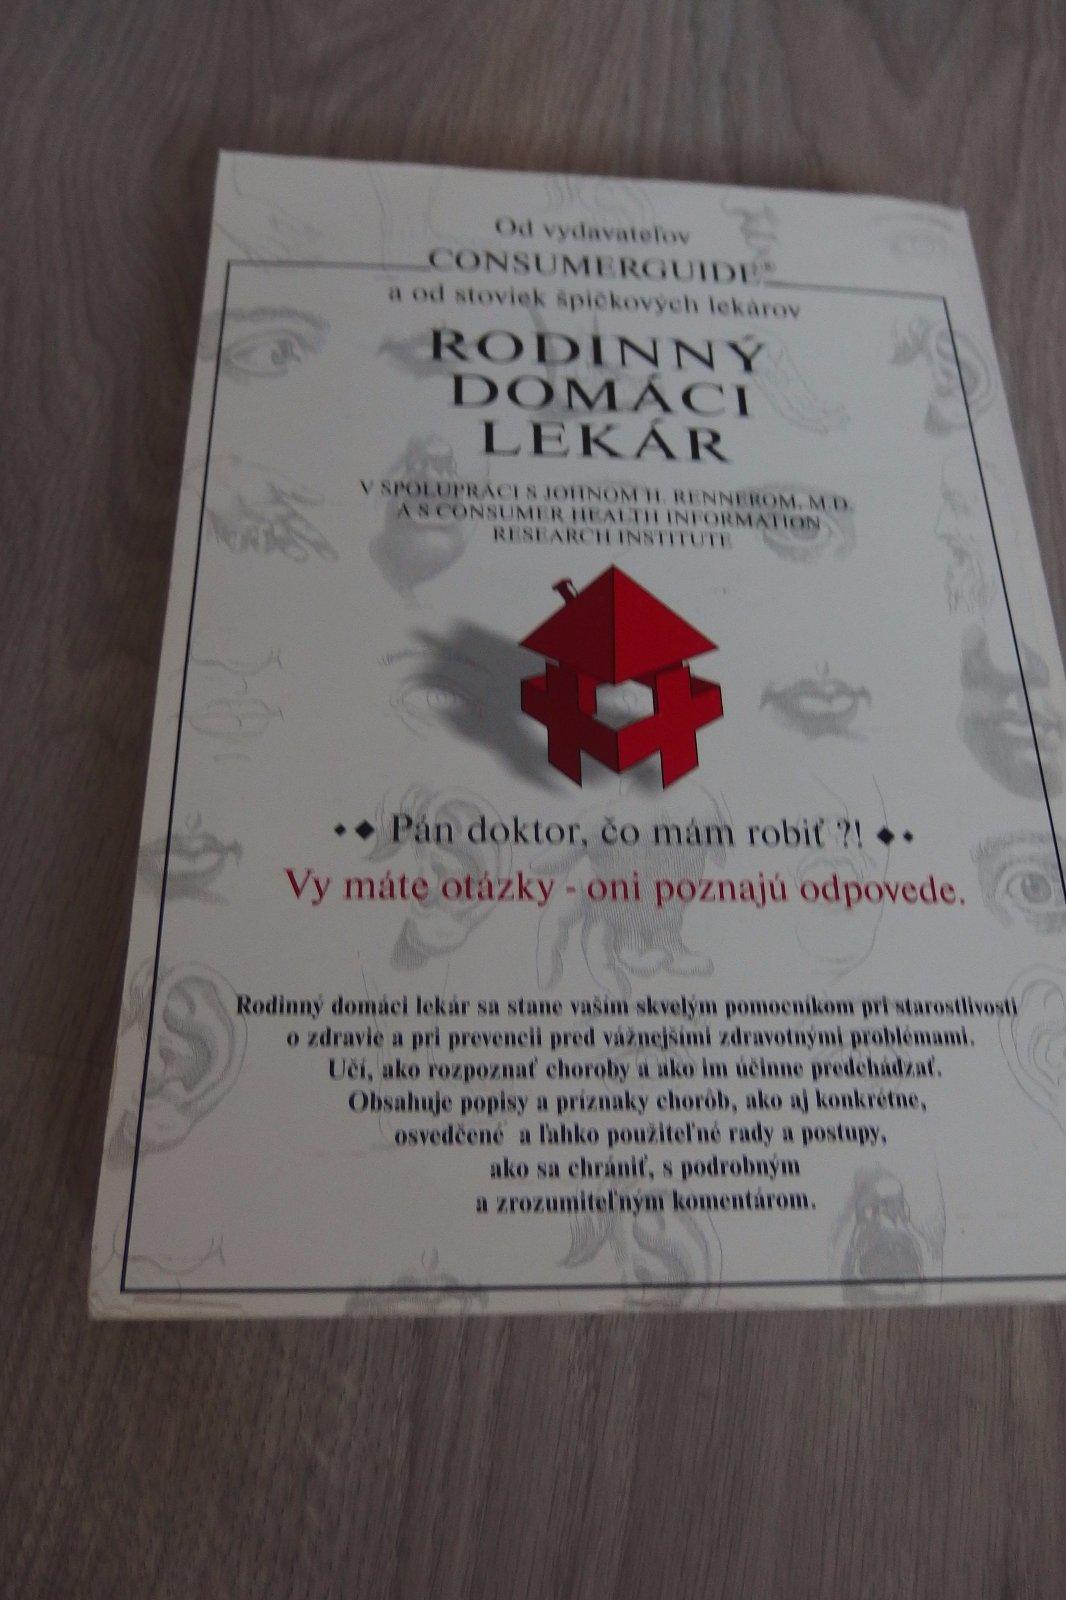 Od vydavateľov
CONSUMERGUIDE®
a od stoviek špičkových lekárov
RODINNÝ
DOMÁCI
LEKÁR
V SPOLUPRÁCI S JOHNOM H. RENNEROM, M.D.
A S CONSUMER HEALTH INFORMATION
RESEARCH INSTITUTE
Pán doktor, čo mám robiť ?!
Vy máte otázky - oni poznajú odpovede.
Rodinný domáci lekár sa stane vaším skvelým pomocníkom pri starostlivosti
o zdravie a pri prevencii pred vážnejšími zdravotnými problémami.
Učí, ako rozpoznať choroby a ako im účinne predchádzať.
Obsahuje popisy a príznaky chorôb, ako aj konkrétne,
osvedčené a ľahko použiteľné rady a postupy,
ako sa chrániť, s podrobným
a zrozumiteľným komentárom.